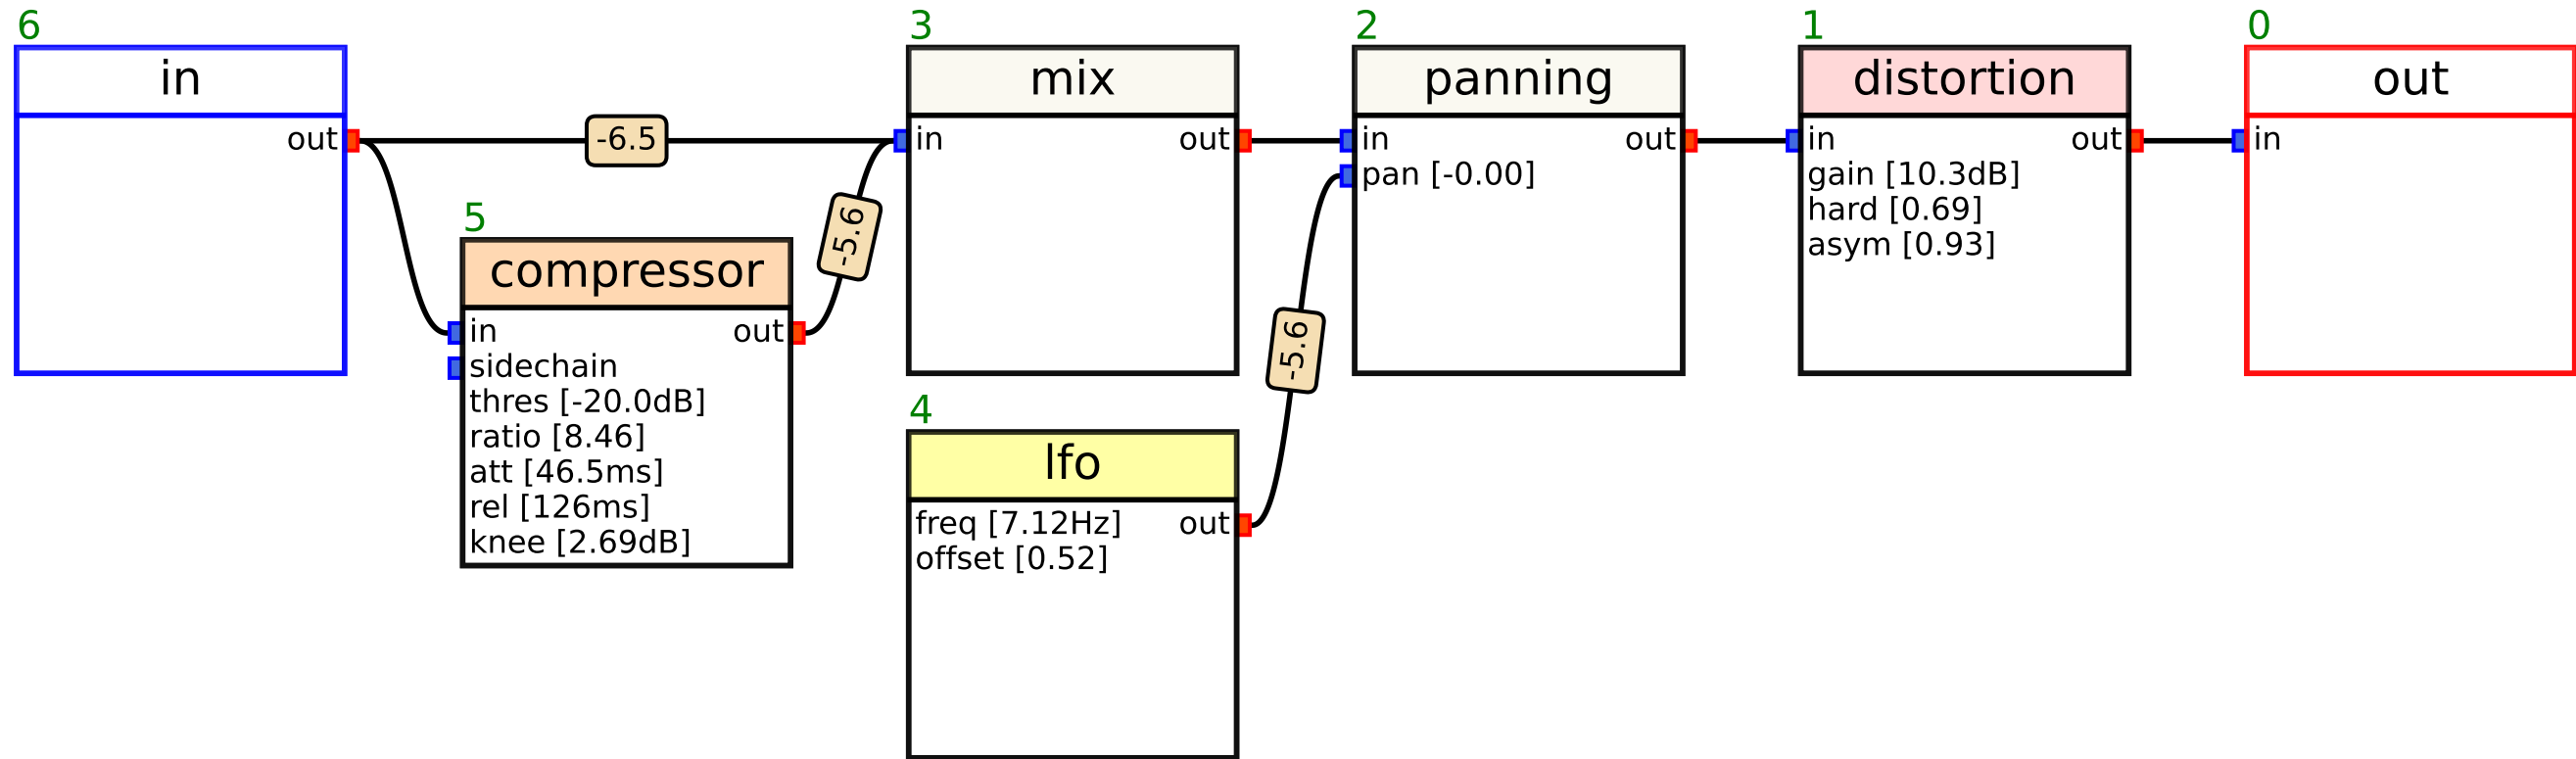 6
in
out
-6.5
5
compressor
in
out
sidechain
thres [-20.0dB]
ratio [8.46]
att [46.5ms]
rel [126ms]
knee [2.69dB]
-5.6
3
mix
in
out
4
lfo
freq [7.12Hz]
out
offset [0.52]
-5.6
2
panning
in
out
pan [-0.00]
1
distortion
in
out
gain [10.3dB]
hard [0.69]
asym [0.93]
0
out
in